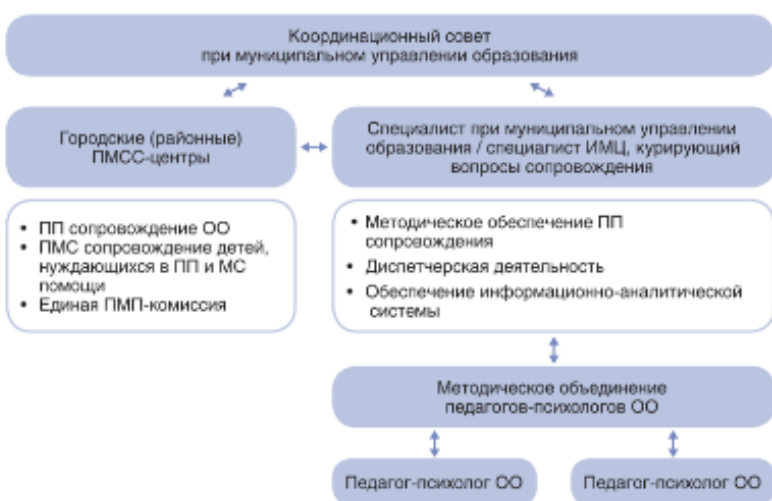 Координационный совет
при муниципальном управлении образования
Городские (районные)
ПМСС-центры
Специалист при муниципальном управлении
образования / специалист ИМЦ, курирующий
вопросы сопровождения
• ПП сопровождение ОО
• ПМС сопровождение детей,
нуждающихся в ПП и МС
помощи
• Единая ПМП-комиссия
• Методическое обеспечение ПП
сопровождения
• Диспетчерская деятельность
• Обеспечение информационно-аналитической
системы
Методическое объединение
педагогов-психологов ОО
Педагог-психолог ОО
Педагог-психолог ОО